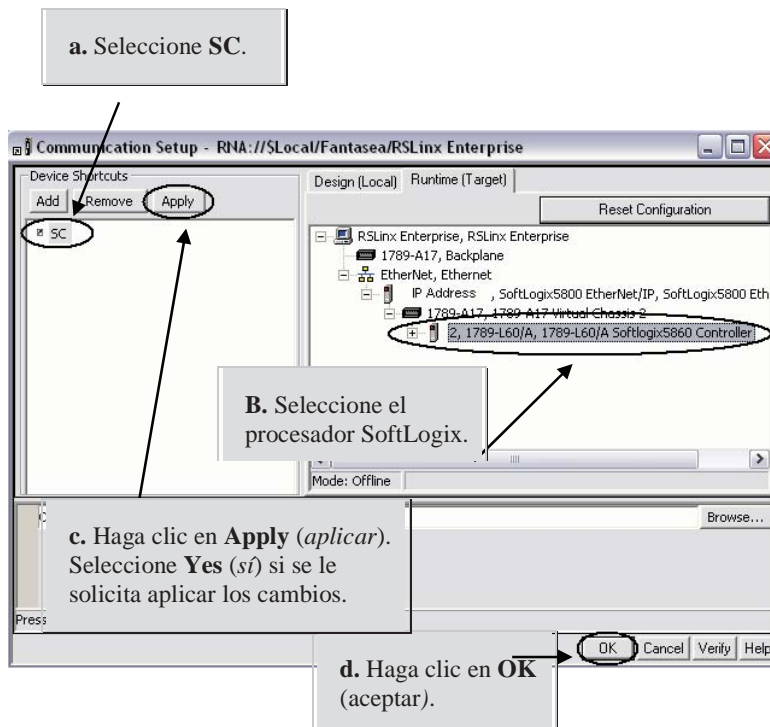 a. Seleccione SC.
Communication Setup - RNA://$Local/Fantasea/RSLinx Enterprise
Device Shortcuts
Add Remove Apply
SC
Design (Local) Runtime (Target)
Reset Configuration
RSLinx Enterprise, RSLinx Enterprise
1789-A17, Backplane
EtherNet, Ethernet
IP Address , SoftLogix5800 EtherNet/IP, SoftLogix5800 Eth
1789-A17, 1789-A17 Virtual Chassis 2
2, 1789-L60/A, 1789-L60/A Softlogix5860 Controller
B. Seleccione el
procesador SoftLogix.
Mode: Offline
Browse...
c. Haga clic en Apply (aplicar).
Seleccione Yes (sí) si se le
solicita aplicar los cambios.
Press
OK Cancel Verify Help
d. Haga clic en OK
(aceptar).